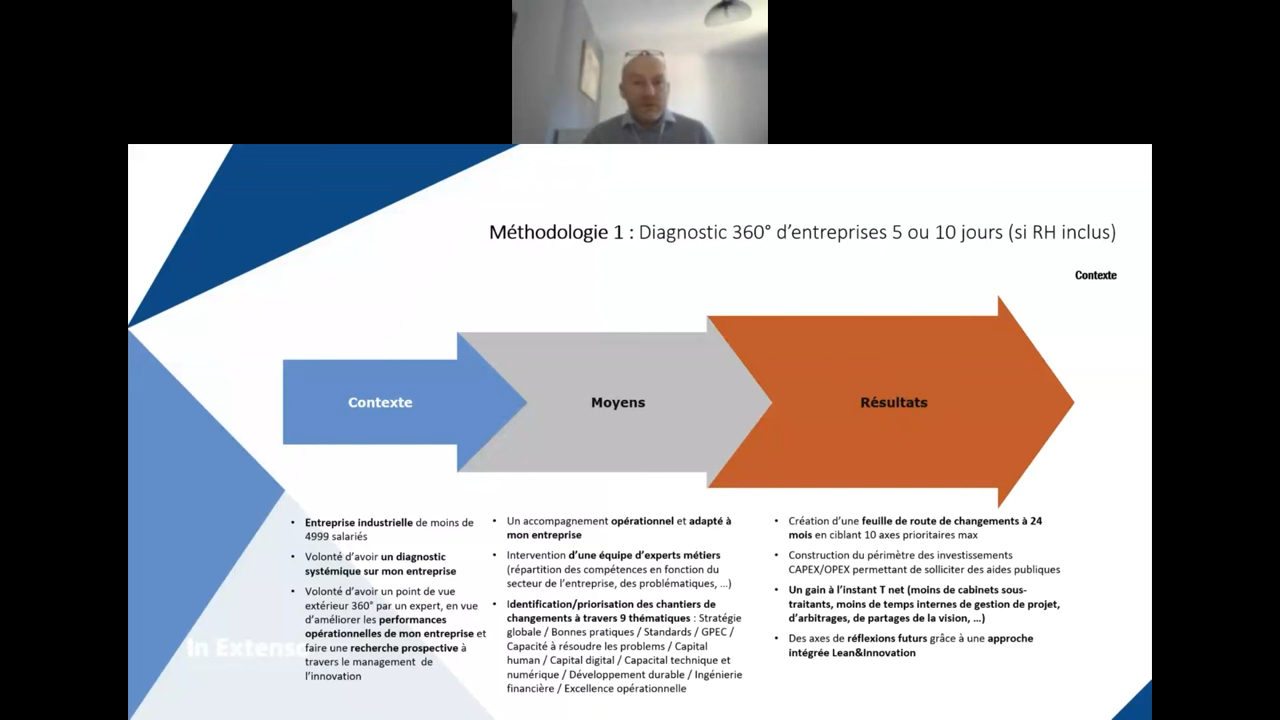 Méthodologie 1 : Diagnostic 360° d'entreprises 5 ou 10 jours (si RH inclus)
Contexte
Contexte
Moyens
Résultats
• Entreprise industrielle de moins de
4999 salariés
• Volonté d'avoir un diagnostic
systémique sur mon entreprise
• Volonté d'avoir un point de vue
extérieur 360° par un expert, en vue
d'améliorer les performances
opérationnelles de mon entreprise et
faire une recherche prospective à
travers le management de
l'innovation
• Un accompagnement opérationnel et adapté à
mon entreprise
• Intervention d'une équipe d'experts métiers
(répartition des compétences en fonction du
secteur de l'entreprise, des problématiques, ...)
• Identification/priorisation des chantiers de
changements à travers 9 thématiques : Stratégie
globale / Bonnes pratiques / Standards / GPEC /
Capacité à résoudre les problems / Capital
human / Capital digital / Capacital technique et
numérique / Développement durable / Ingénierie
financière / Excellence opérationnelle
• Création d'une feuille de route de changements à 24
mois en ciblant 10 axes prioritaires max
• Construction du périmètre des investissements
CAPEX/OPEX permettant de solliciter des aides publiques
• Un gain à l'instant T net (moins de cabinets sous-
traitants, moins de temps internes de gestion de projet,
d'arbitrages, de partages de la vision, ...)
• Des axes de réflexions futurs grâce à une approche
intégrée Lean&Innovation
In Extenso